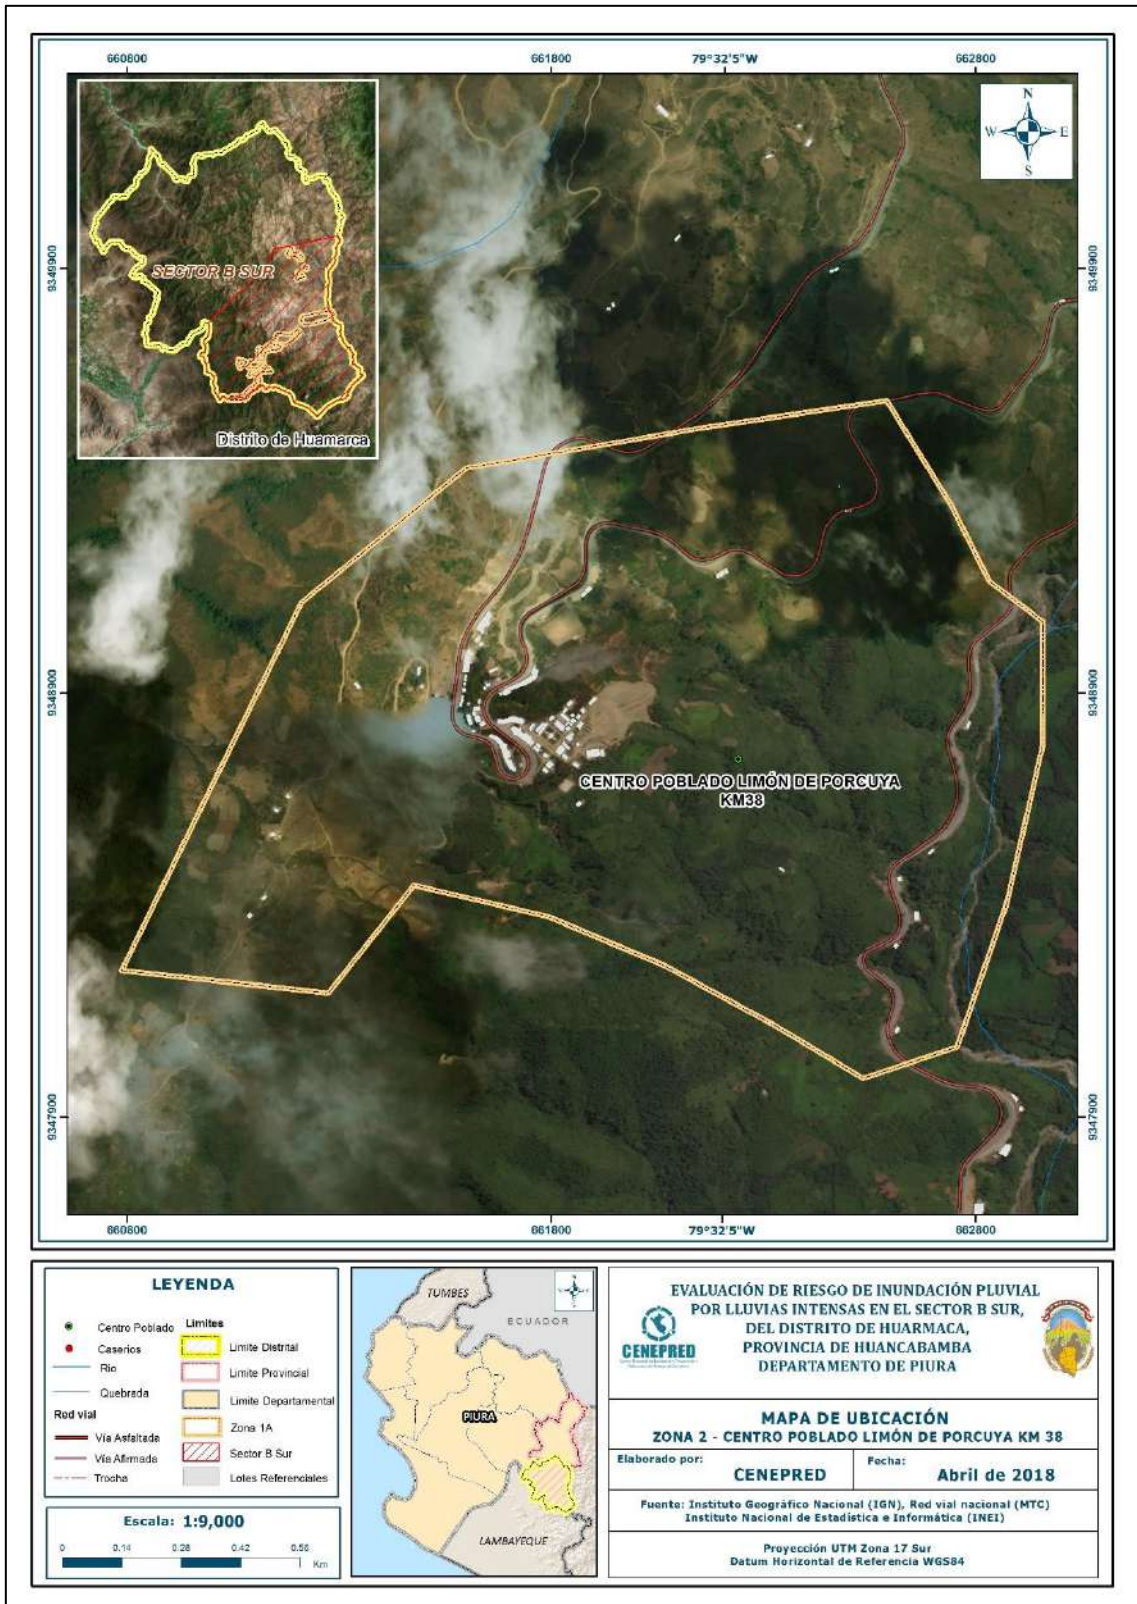 660800 661800 79°32'5"W 662800
N
W E
S
9349900 9349900
SECTOR B SUR
Distrito de Huamarca
9348900 9348900
CENTRO POBLADO LIMÓN DE PORCUYA
KM38
9347900 9347900
660800 661800 79°32'5"W 662800
LEYENDA
Centro Poblado
Caserios
Rio
Quebrada
Red vial
Vía Asfaltada
Vía Afirmada
Trocha
Limites
Limite Distrital
Limite Provincial
Limite Departamental
Zona 1A
Sector B Sur
Lotes Referenciales
Escala: 1:9,000
0 0.14 0.28 0.42 0.56
Km
TUMBES
ECUADOR
PIURA
LAMBAYEQUE
CENEPRED
EVALUACIÓN DE RIESGO DE INUNDACIÓN PLUVIAL
POR LLUVIAS INTENSAS EN EL SECTOR B SUR,
DEL DISTRITO DE HUARMACA,
PROVINCIA DE HUANCABAMBA
DEPARTAMENTO DE PIURA
MAPA DE UBICACIÓN
ZONA 2 - CENTRO POBLADO LIMÓN DE PORCUYA KM 38
Elaborado por:
CENEPRED
Fecha:
Abril de 2018
Fuente: Instituto Geográfico Nacional (IGN), Red vial nacional (MTC)
Instituto Nacional de Estadística e Informática (INEI)
Proyección UTM Zona 17 Sur
Datum Horizontal de Referencia WGS84